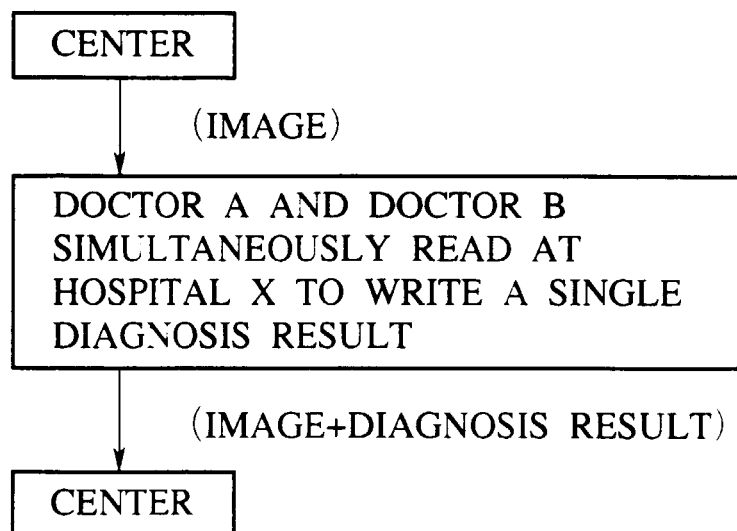 CENTER
(IMAGE)
DOCTOR A AND DOCTOR B
SIMULTANEOUSLY READ AT
HOSPITAL X TO WRITE A SINGLE
DIAGNOSIS RESULT
(IMAGE+DIAGNOSIS RESULT)
CENTER